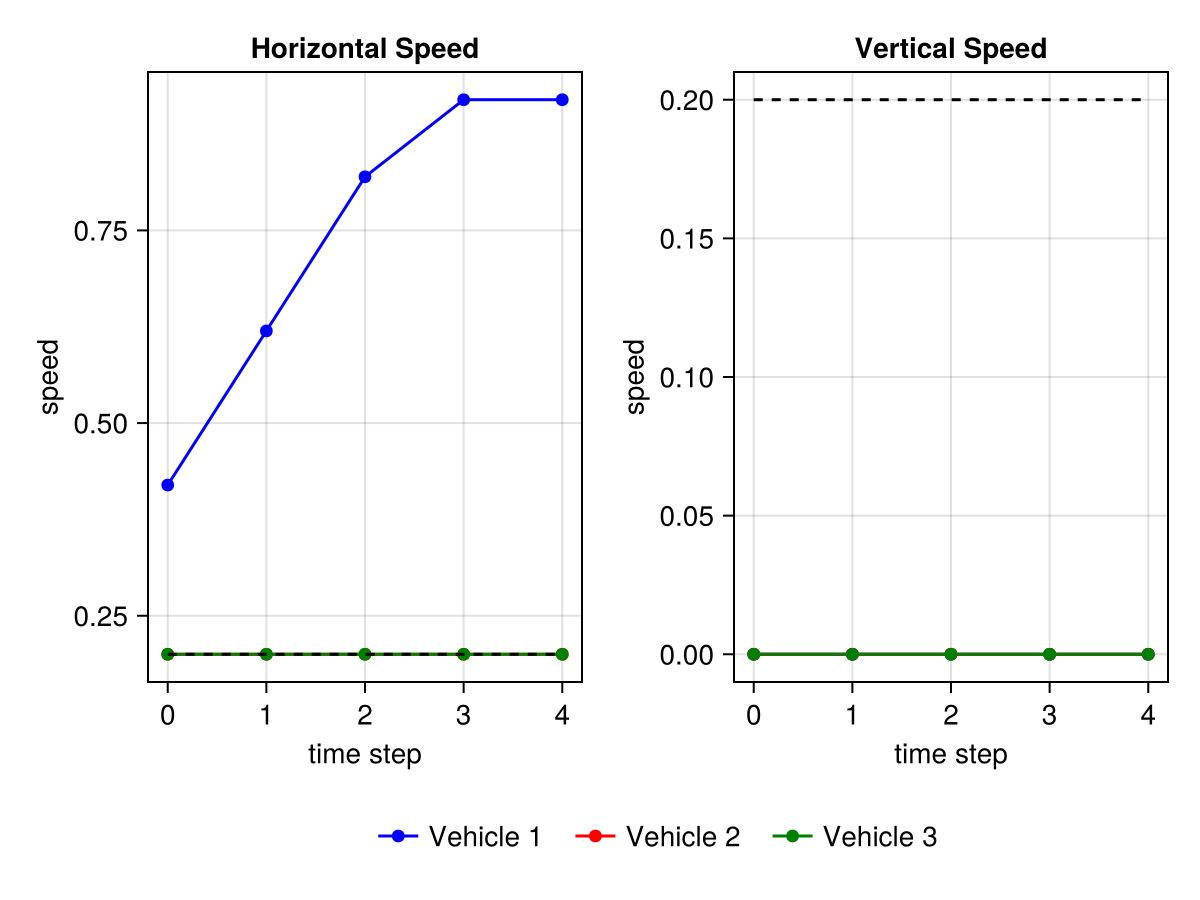 Horizontal Speed
speed
0.75
0.50
0.25
0 1 2 3 4
time step
Vertical Speed
speed
0.20
0.15
0.10
0.05
0.00
0 1 2 3 4
time step
Vehicle 1 Vehicle 2 Vehicle 3